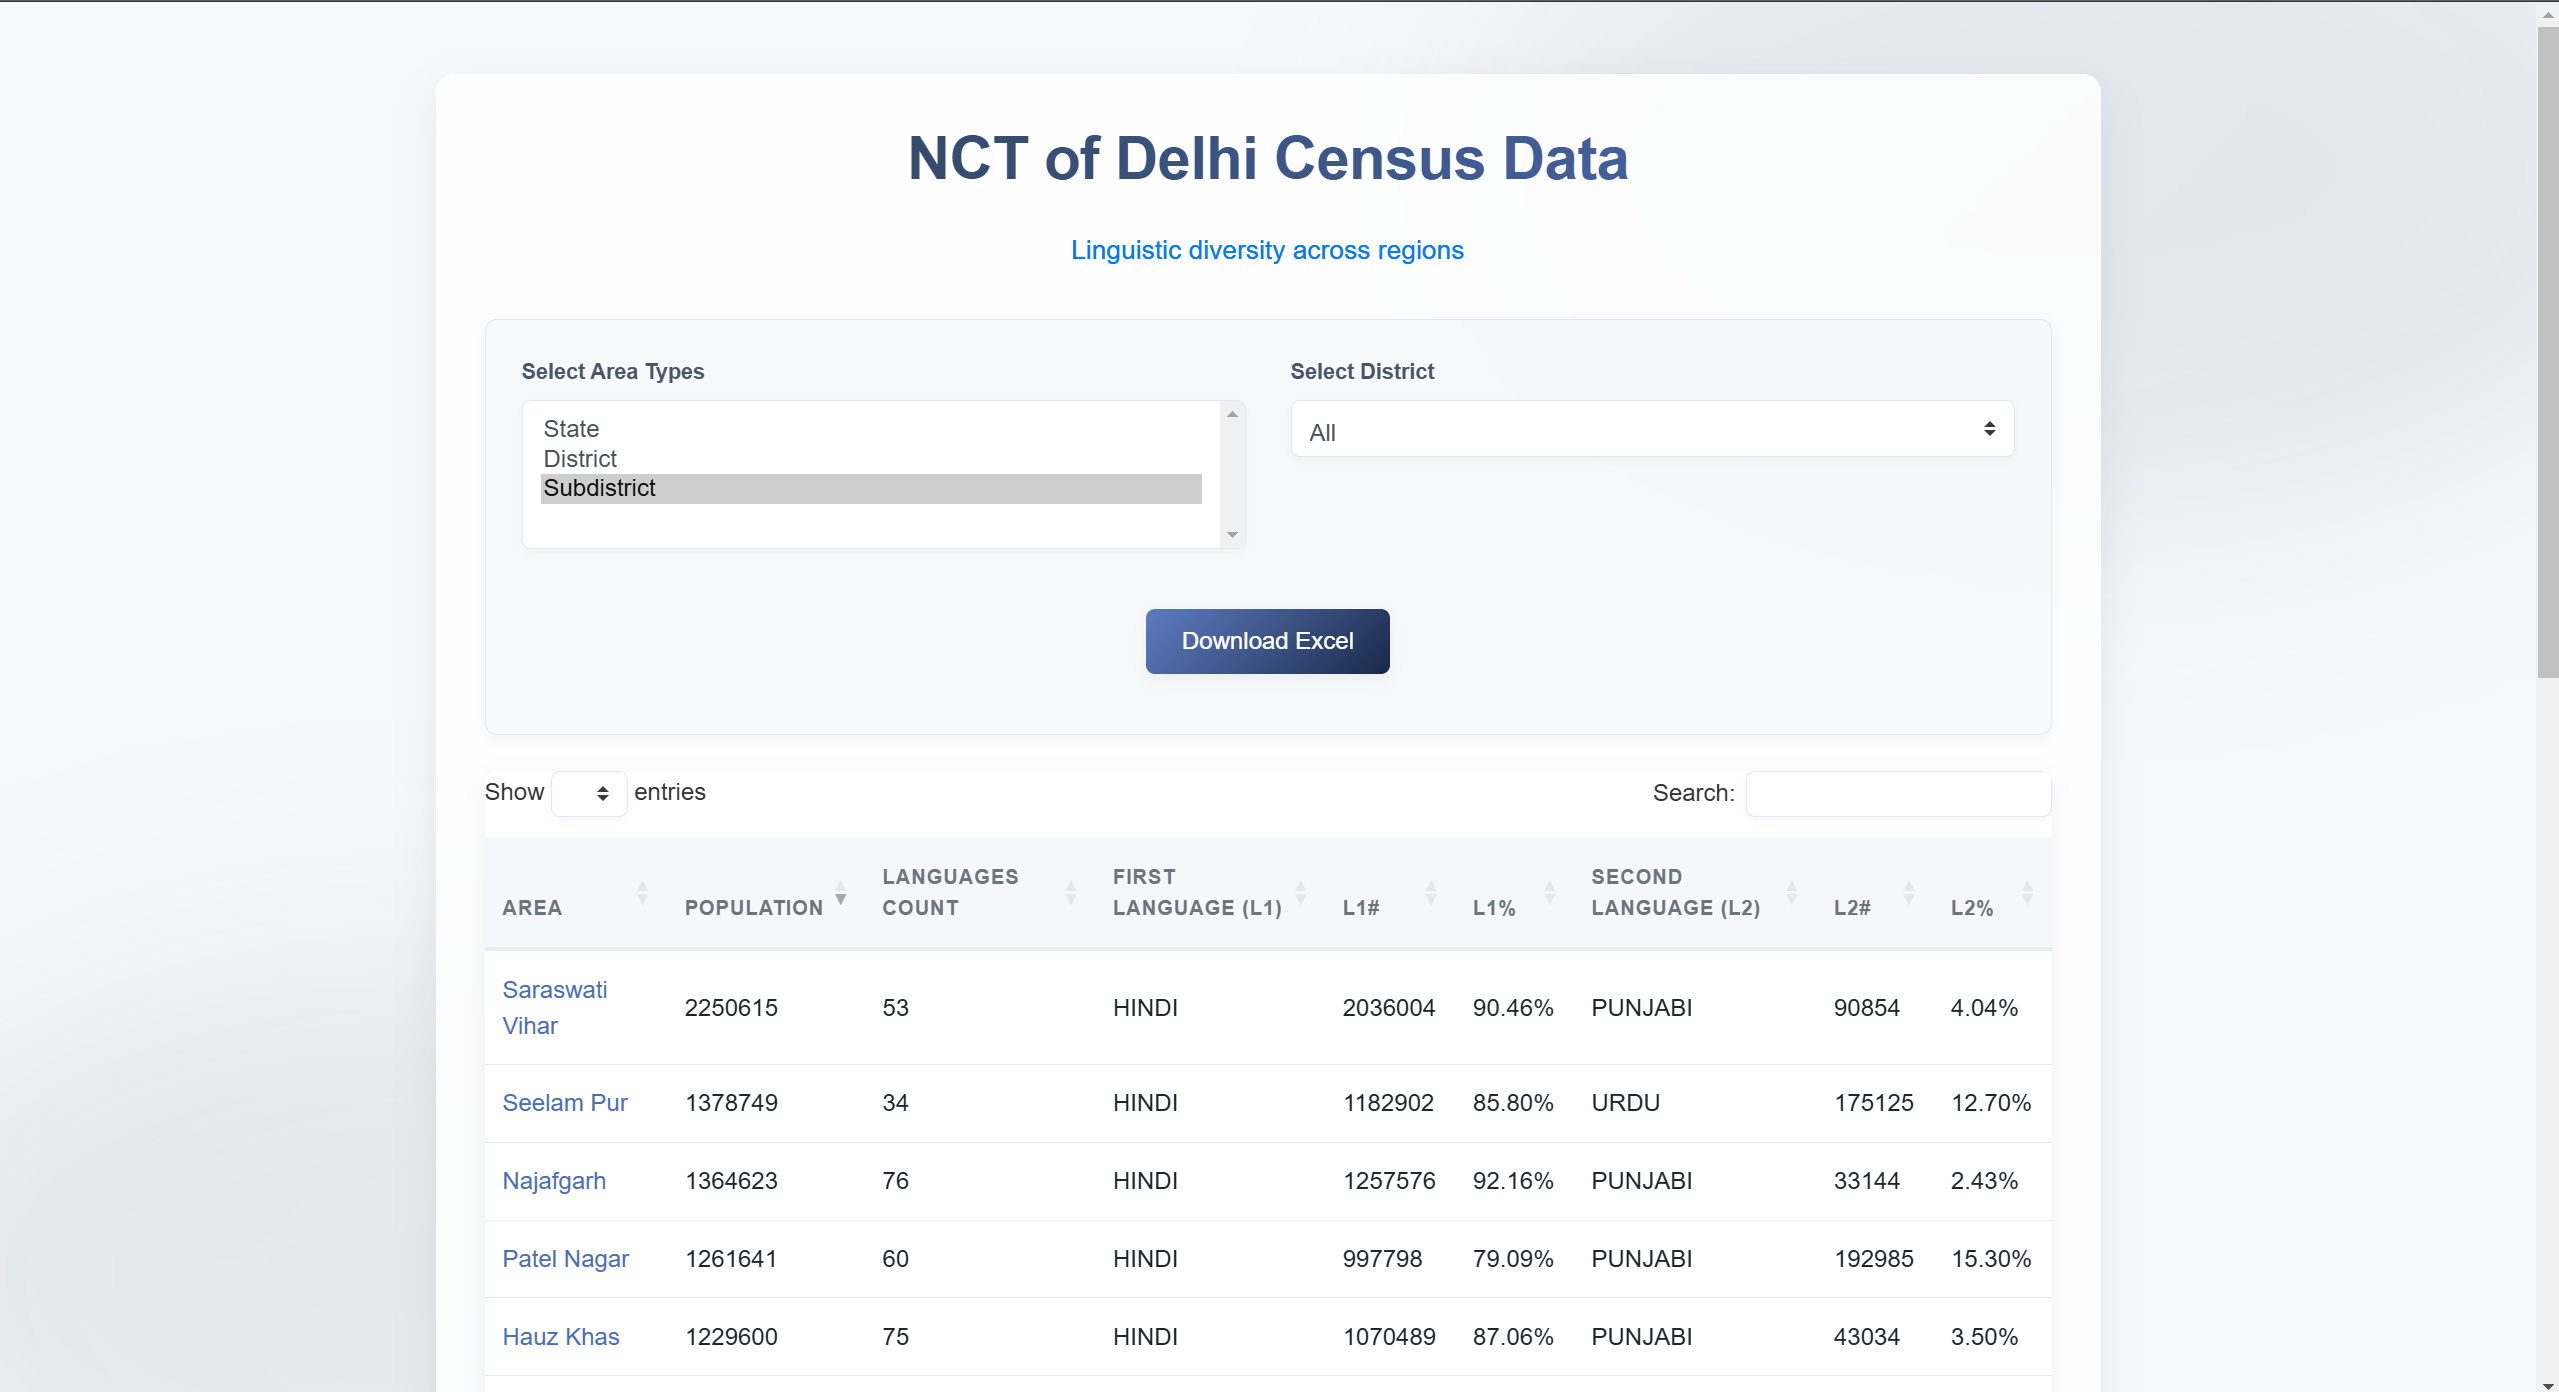 NCT of Delhi Census Data
Linguistic diversity across regions
Select Area Types
State
District
Subdistrict
Select District
All
Download Excel
Show entries
Search:
AREA POPULATION LANGUAGES COUNT FIRST LANGUAGE (L1) L1# L1% SECOND LANGUAGE (L2) L2# L2%
Saraswati Vihar 2250615 53 HINDI 2036004 90.46% PUNJABI 90854 4.04%
Seelam Pur 1378749 34 HINDI 1182902 85.80% URDU 175125 12.70%
Najafgarh 1364623 76 HINDI 1257576 92.16% PUNJABI 33144 2.43%
Patel Nagar 1261641 60 HINDI 997798 79.09% PUNJABI 192985 15.30%
Hauz Khas 1229600 75 HINDI 1070489 87.06% PUNJABI 43034 3.50%